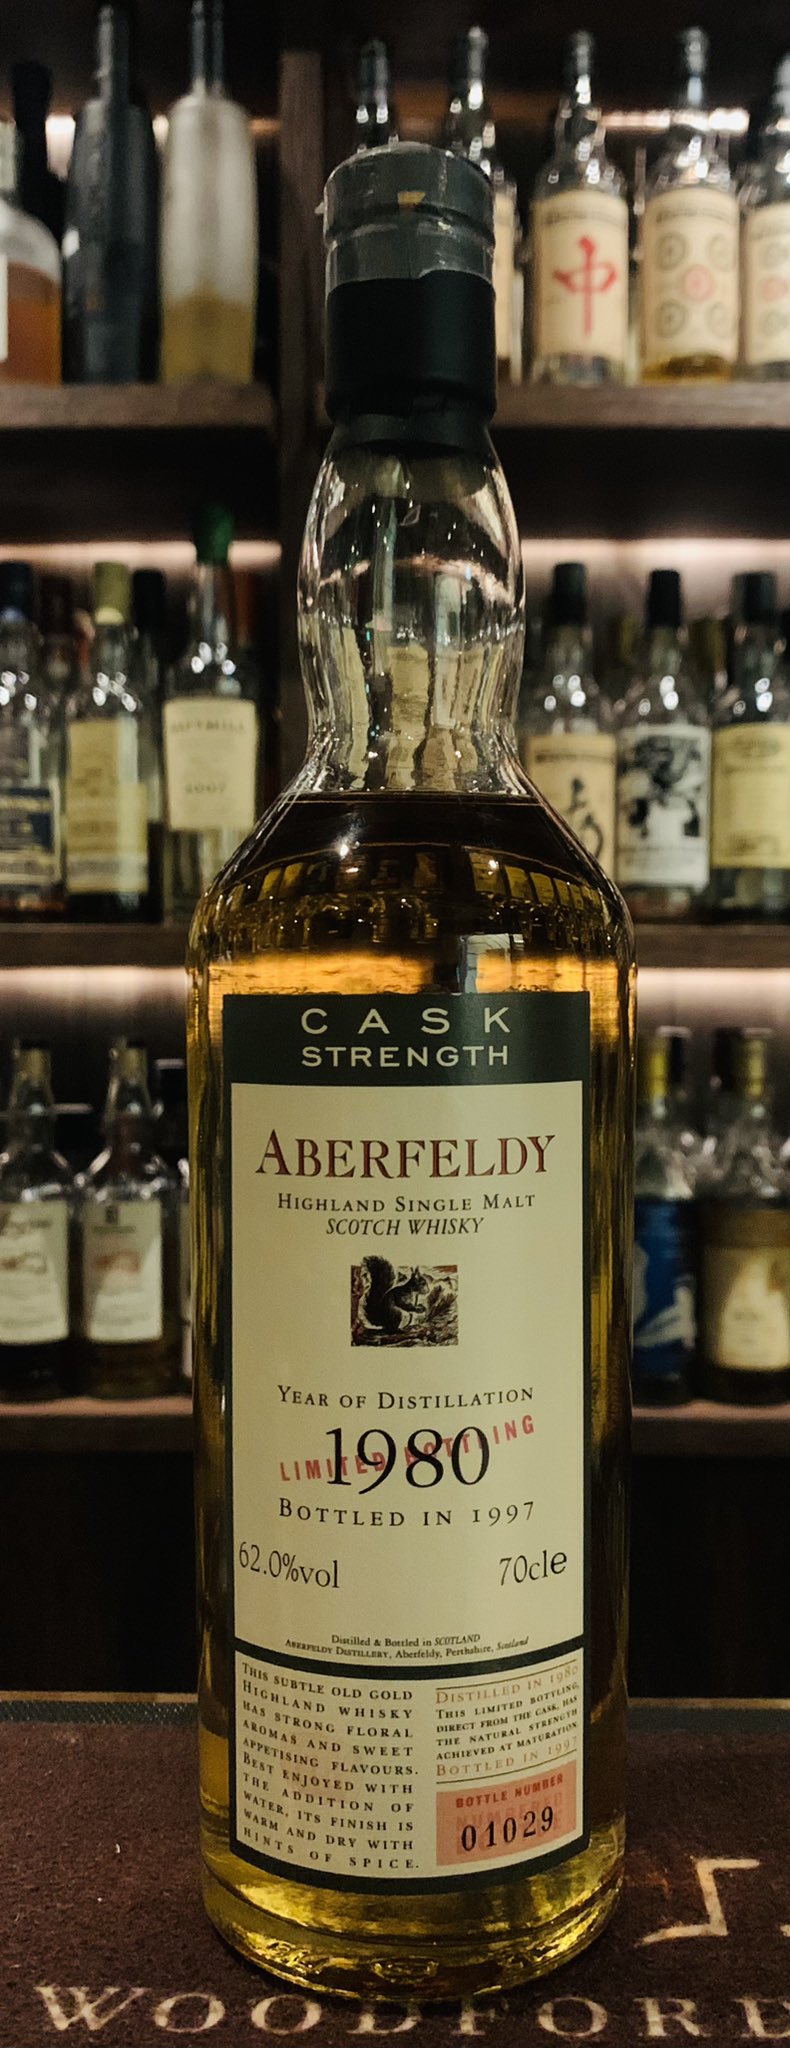 中
2007
CASK
STRENGTH
ABERFELDY
HIGHLAND SINGLE MALT
SCOTCH WHISKY
YEAR OF DISTILLATION
1980
LIMITED BOTTLING
BOTTLED IN 1997
62.0%vol 70cle
Distilled & Bottled in SCOTLAND
ABERFELDY DISTILLERY, Aberfeldy, Perthshire, Scotland
THIS SUBTLE OLD GOLD
HIGHLAND WHISKY
HAS STRONG FLORAL
AROMAS AND SWEET
APPETISING FLAVOURS.
BEST ENJOYED WITH
THE ADDITION OF
WATER, ITS FINISH IS
WARM AND DRY WITH
HINTS OF SPICE.
DISTILLED IN 1980
THIS LIMITED BOTTLING,
DIRECT FROM THE CASK, HAS
THE NATURAL STRENGTH
ACHIEVED AT MATURATION
BOTTLED IN 1997
BOTTLE NUMBER
NUMBERED
01029
WOODFORD